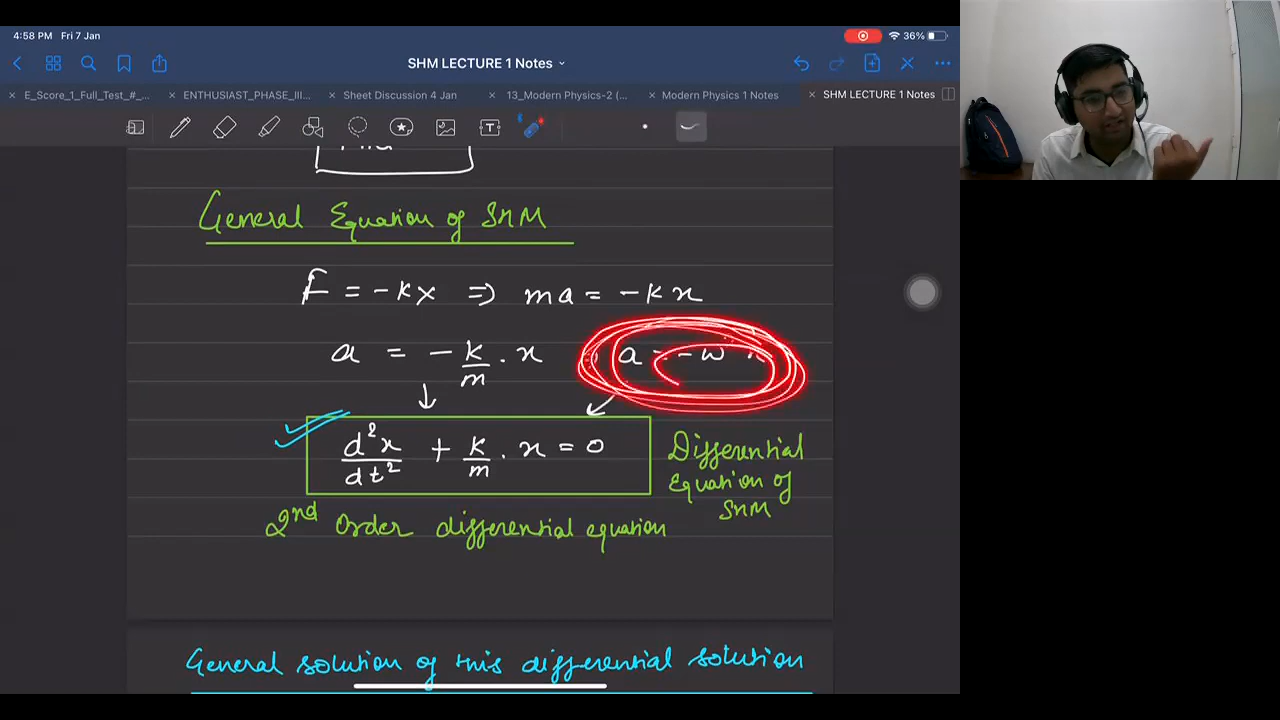 4:58 PM Fri 7 Jan
36%
SHM LECTURE 1 Notes
E_Score_1_Full_Test_#_...
ENTHUSIAST_PHASE_III...
Sheet Discussion 4 Jan
13_Modern Physics-2 (...
Modern Physics 1 Notes
SHM LECTURE 1 Notes
General Equation of SHM
F = -kx ⇒ ma = -kx
a = -k/m . x
a = -ω² x
d²x/dt² + k/m . x = 0
Differential
Equation of
SHM
2nd Order differential equation
General solution of this differential solution